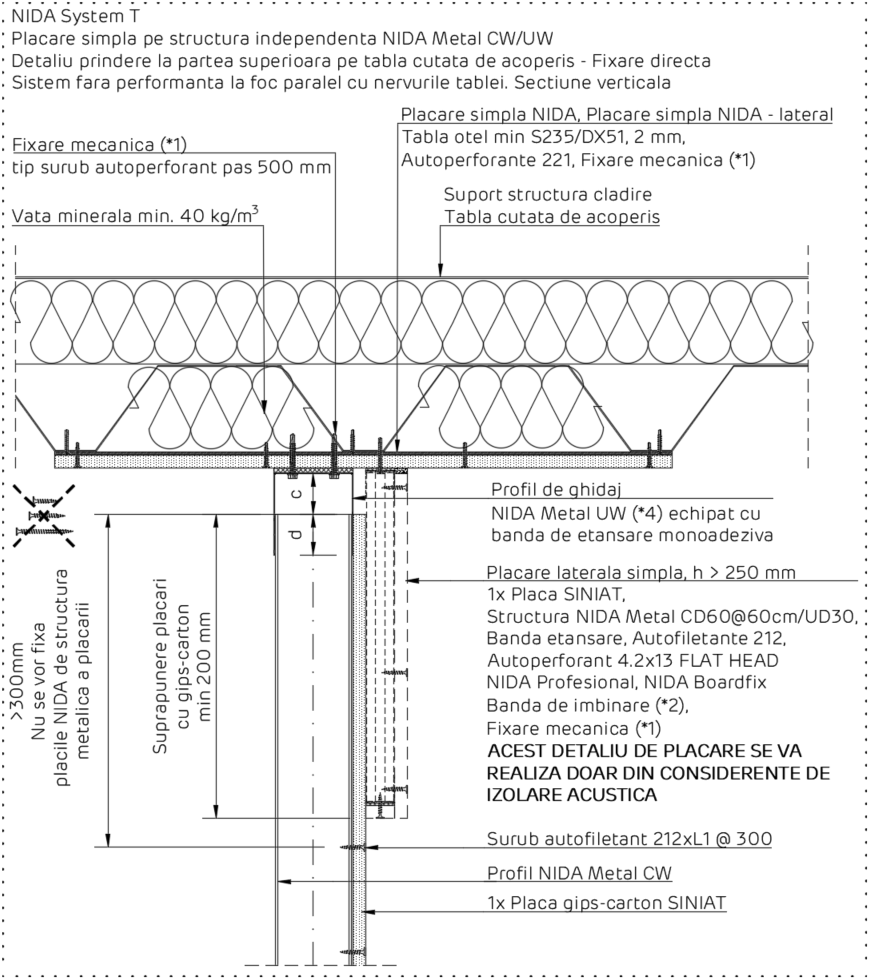 NIDA System T
Placare simpla pe structura independenta NIDA Metal CW/UW
Detaliu prindere la partea superioara pe tabla cutata de acoperis - Fixare directa
Sistem fara performanta la foc paralel cu nervurile tablei. Sectiune verticala
Placare simpla NIDA, Placare simpla NIDA - lateral
Tabla otel min S235/DX51, 2 mm,
Autoperforante 221, Fixare mecanica (*1)
Fixare mecanica (*1)
tip surub autoperforant pas 500 mm
Suport structura cladire
Tabla cutata de acoperis
Vata minerala min. 40 kg/m³
c
d
Profil de ghidaj
NIDA Metal UW (*4) echipat cu
banda de etansare monoadeziva
>300mm
Nu se vor fixa
placile NIDA de structura
metalica a placarii
Suprapunere placari
cu gips-carton
min 200 mm
Placare laterala simpla, h > 250 mm
1x Placa SINIAT,
Structura NIDA Metal CD60@60cm/UD30,
Banda etansare, Autofiletante 212,
Autoperforant 4.2x13 FLAT HEAD
NIDA Profesional, NIDA Boardfix
Banda de imbinare (*2),
Fixare mecanica (*1)
ACEST DETALIU DE PLACARE SE VA
REALIZA DOAR DIN CONSIDERENTE DE
IZOLARE ACUSTICA
Surub autofiletant 212xL1 @ 300
Profil NIDA Metal CW
1x Placa gips-carton SINIAT